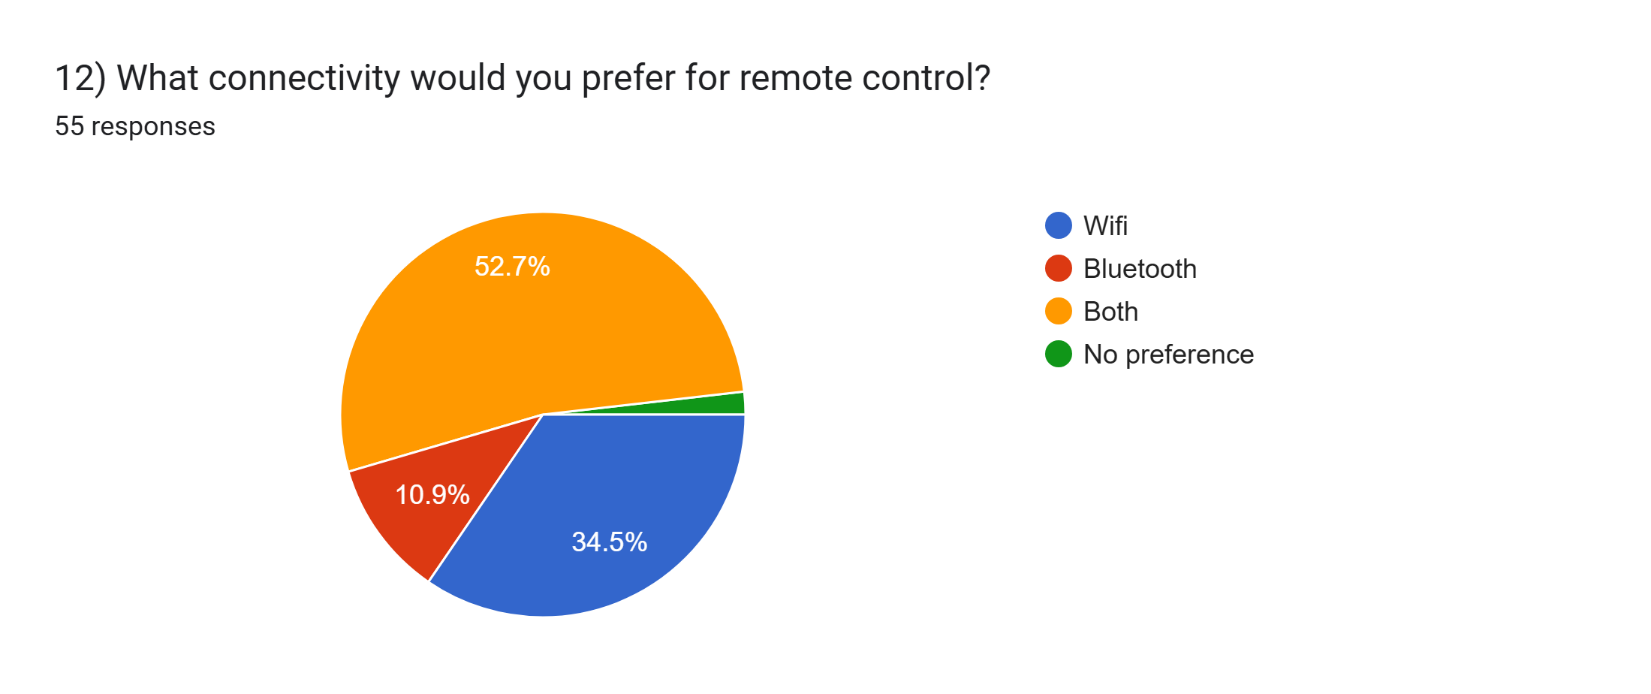 12) What connectivity would you prefer for remote control?
55 responses
52.7%
10.9%
34.5%
Wifi
Bluetooth
Both
No preference